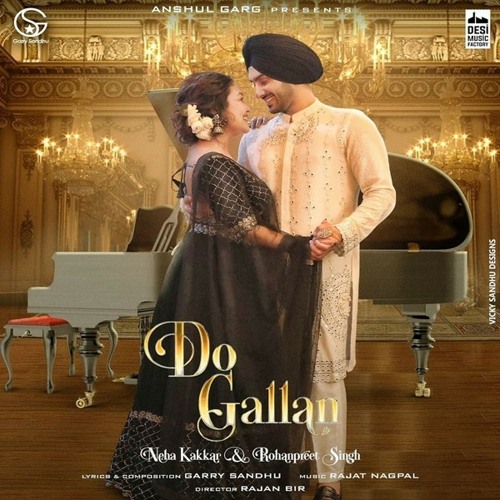 ANSHUL GARG PRESENTS
GS
Garry Sandhu
DESI
MUSIC
FACTORY
VICKY SANDHU DESIGNS
Do
Gallan
Neha Kakkar & Rohanpreet Singh
LYRICS & COMPOSITION GARRY SANDHU MUSIC RAJAT NAGPAL
DIRECTOR RAJAN BIR